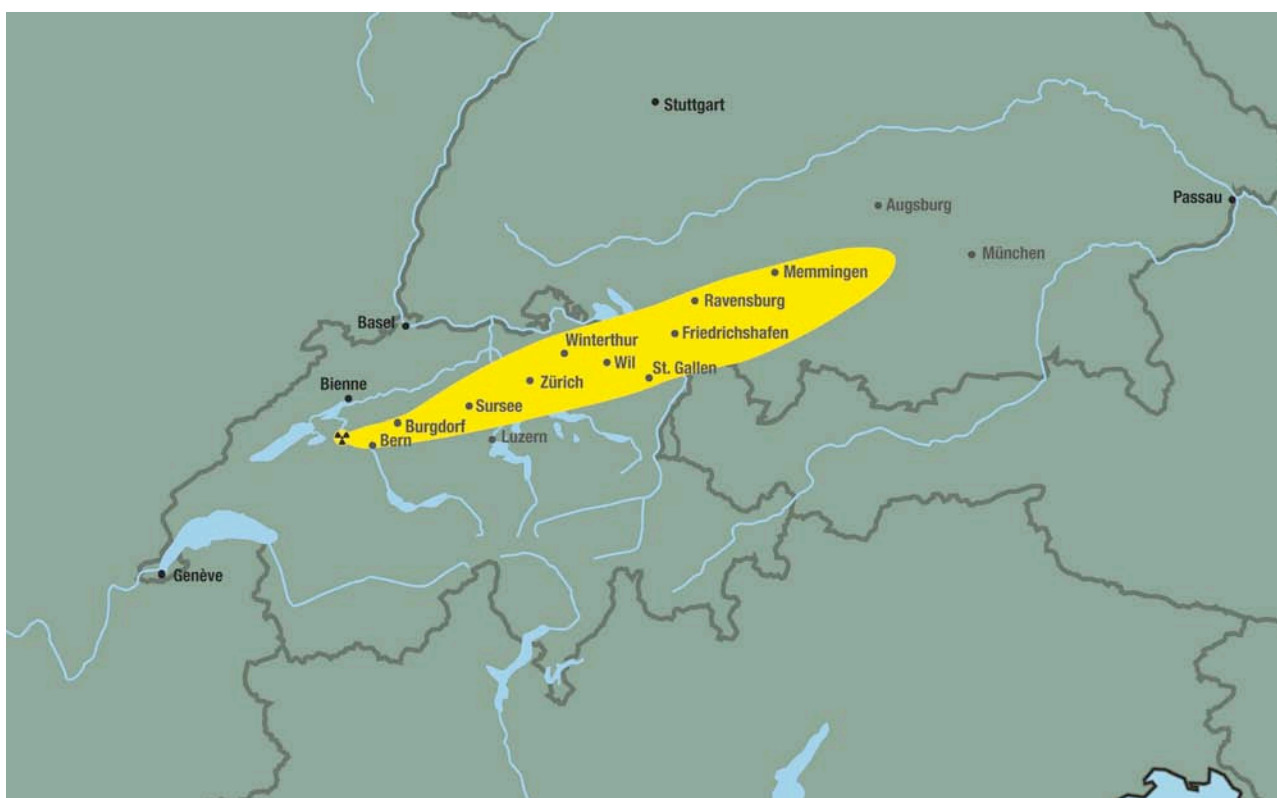 Stuttgart
Passau
Augsburg
München
Memmingen
Ravensburg
Basel
Friedrichshafen
Winterthur
Wil
St. Gallen
Zürich
Bienne
Sursee
Burgdorf
Bern
Luzern
Genève